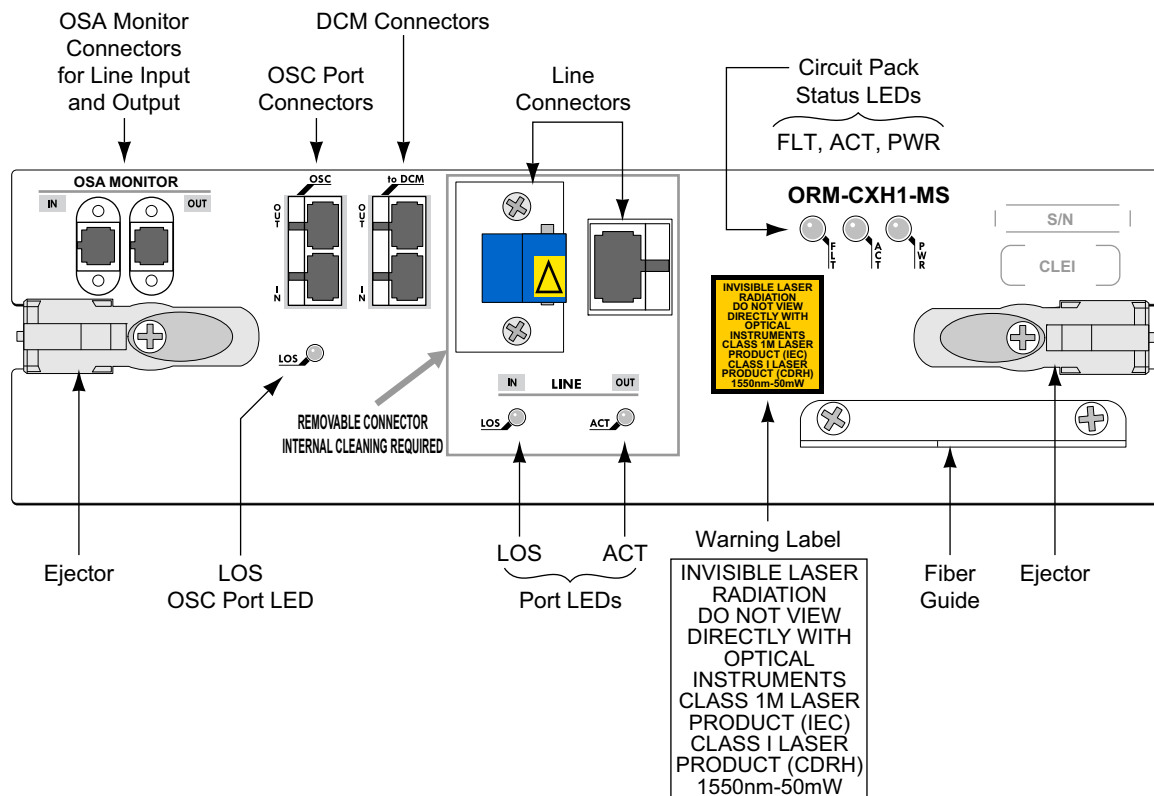 OSA Monitor
Connectors
for Line Input
and Output
OSC Port
Connectors
DCM Connectors
Line
Connectors
Circuit Pack
Status LEDs
FLT, ACT, PWR
OSA MONITOR
IN
OUT
OSC
OUT
IN
to DCM
OUT
IN
ORM-CXH1-MS
FLT
ACT
PWR
S/N
CLEI
INVISIBLE LASER
RADIATION
DO NOT VIEW
DIRECTLY WITH
OPTICAL
INSTRUMENTS
CLASS 1M LASER
PRODUCT (IEC)
CLASS I LASER
PRODUCT (CDRH)
1550nm-50mW
LOS
REMOVABLE CONNECTOR
INTERNAL CLEANING REQUIRED
IN
LINE
OUT
LOS
ACT
Ejector
LOS
OSC Port LED
LOS
ACT
Port LEDs
Warning Label
INVISIBLE LASER
RADIATION
DO NOT VIEW
DIRECTLY WITH
OPTICAL
INSTRUMENTS
CLASS 1M LASER
PRODUCT (IEC)
CLASS I LASER
PRODUCT (CDRH)
1550nm-50mW
Fiber
Guide
Ejector